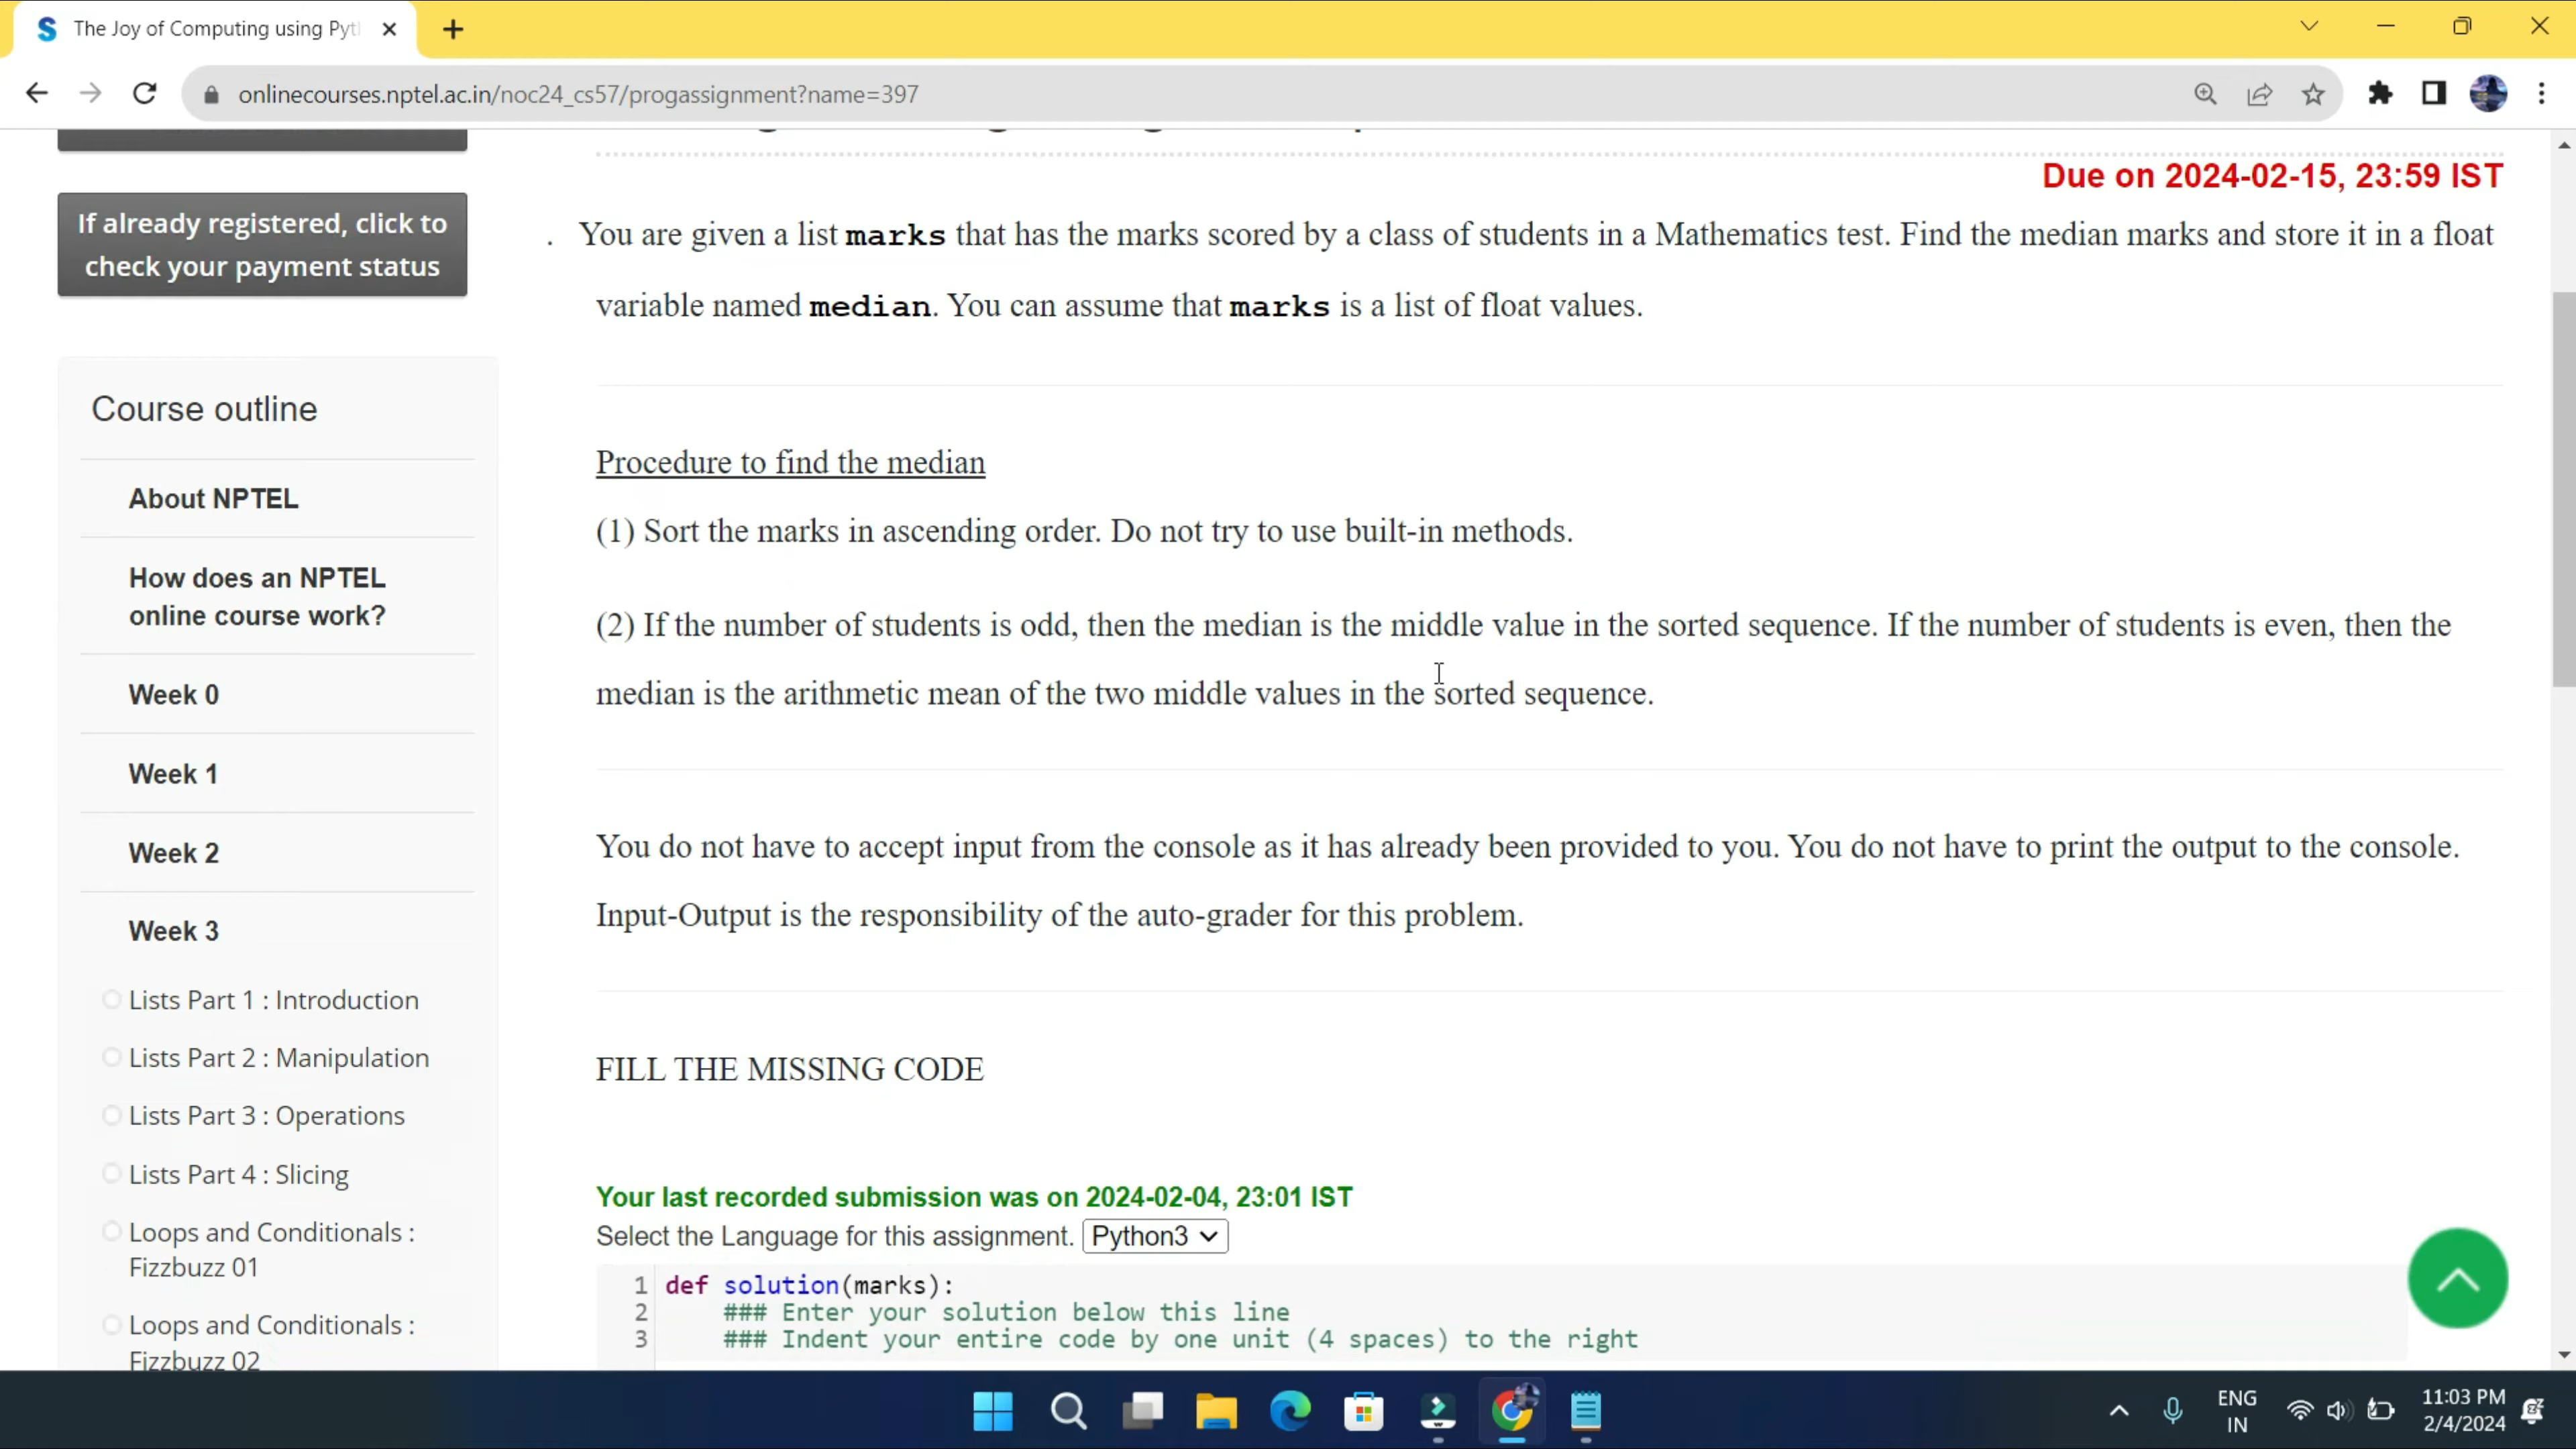 The Joy of Computing using Pyt
onlinecourses.nptel.ac.in/noc24_cs57/progassignment?name=397
If already registered, click to
check your payment status
Course outline
About NPTEL
How does an NPTEL
online course work?
Week 0
Week 1
Week 2
Week 3
Lists Part 1 : Introduction
Lists Part 2 : Manipulation
Lists Part 3 : Operations
Lists Part 4 : Slicing
Loops and Conditionals :
Fizzbuzz 01
Loops and Conditionals :
Fizzbuzz 02
Due on 2024-02-15, 23:59 IST
. You are given a list marks that has the marks scored by a class of students in a Mathematics test. Find the median marks and store it in a float
variable named median. You can assume that marks is a list of float values.
Procedure to find the median
(1) Sort the marks in ascending order. Do not try to use built-in methods.
(2) If the number of students is odd, then the median is the middle value in the sorted sequence. If the number of students is even, then the
median is the arithmetic mean of the two middle values in the sorted sequence.
You do not have to accept input from the console as it has already been provided to you. You do not have to print the output to the console.
Input-Output is the responsibility of the auto-grader for this problem.
FILL THE MISSING CODE
Your last recorded submission was on 2024-02-04, 23:01 IST
Select the Language for this assignment. Python3
1 def solution(marks):
2 ### Enter your solution below this line
3 ### Indent your entire code by one unit (4 spaces) to the right
ENG
IN
11:03 PM
2/4/2024